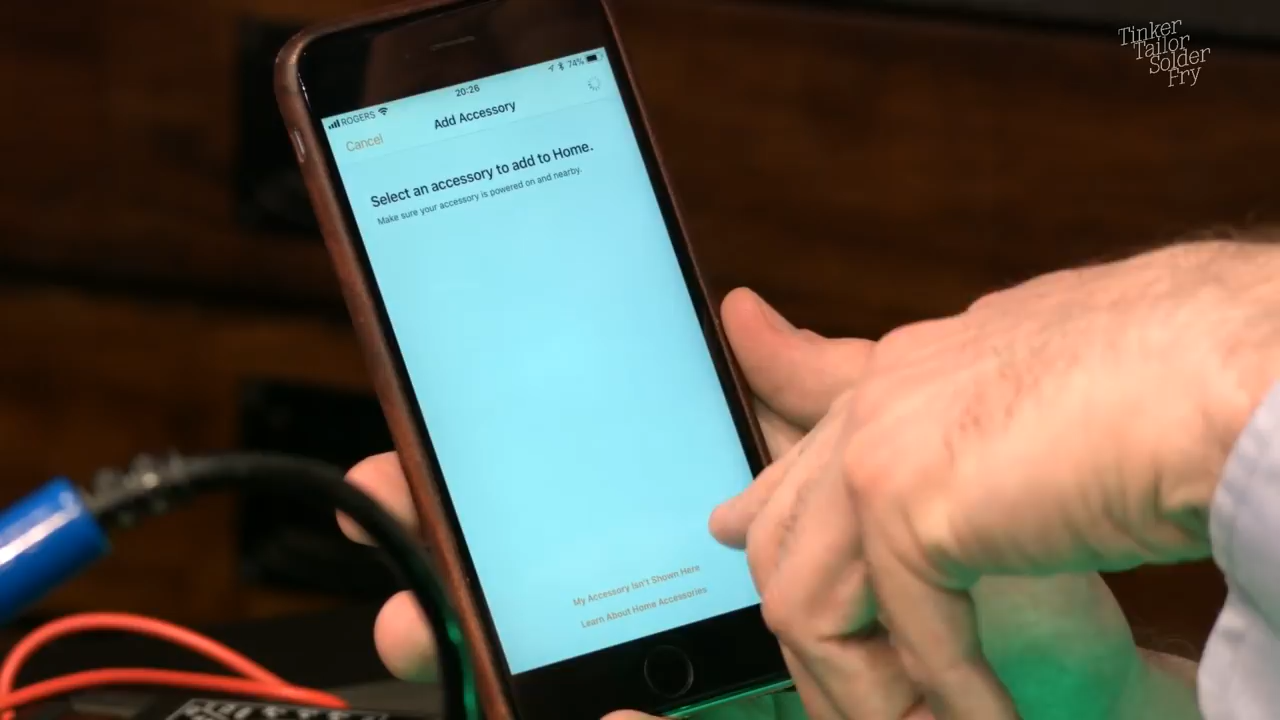 Tinker
Tailor
Solder
Fry
ROGERS 20:26 74%
Cancel Add Accessory
Select an accessory to add to Home.
Make sure your accessory is powered on and nearby.
My Accessory Isn't Shown Here
Learn About Home Accessories